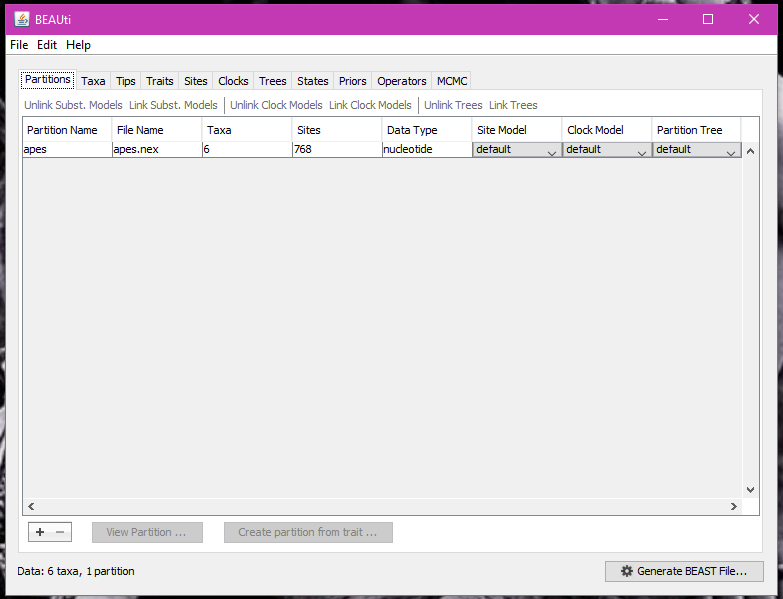 BEAUti
File Edit Help
Partitions Taxa Tips Traits Sites Clocks Trees States Priors Operators MCMC
Unlink Subst. Models Link Subst. Models Unlink Clock Models Link Clock Models Unlink Trees Link Trees
Partition Name File Name Taxa Sites Data Type Site Model Clock Model Partition Tree
apes apes.nex 6 768 nucleotide default default default
+ − View Partition ... Create partition from trait ...
Data: 6 taxa, 1 partition Generate BEAST File...